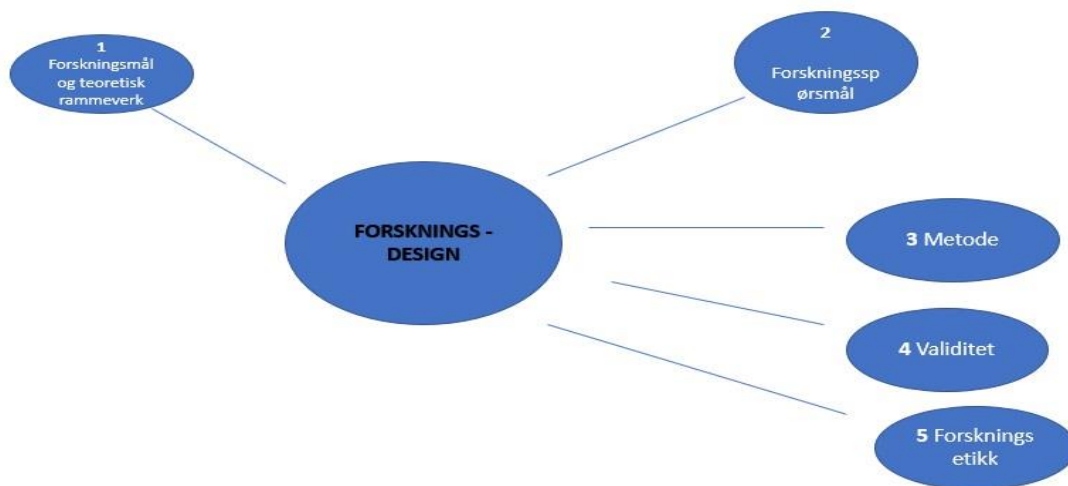 1
Forskningsmål
og teoretisk
rammeverk
2
Forskningssp
ørsmål
FORSKNINGS -
DESIGN
3 Metode
4 Validitet
5 Forsknings
etikk